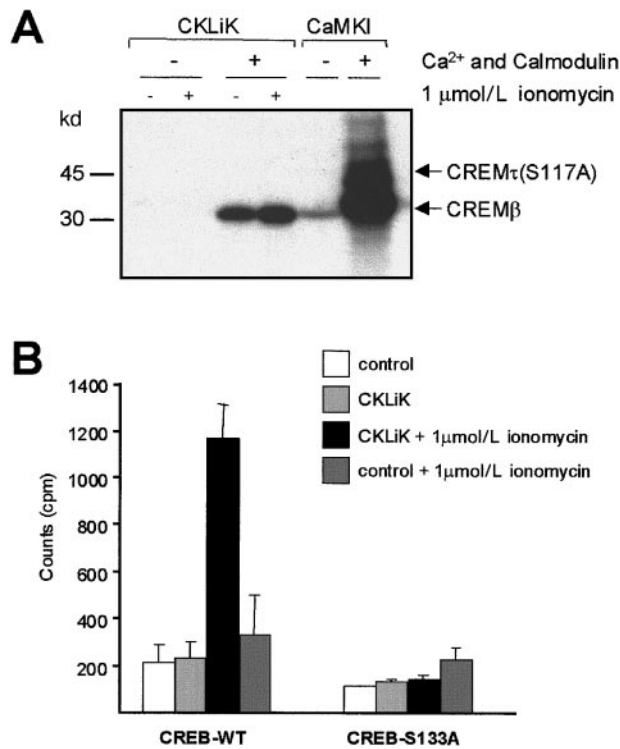 A
CKLiK CaMKI
- + - + Ca2+ and Calmodulin
- + - + 1 μmol/L ionomycin
kd
45 CREMτ(S117A)
30 CREMβ
B
control
CKLiK
CKLiK + 1μmol/L ionomycin
control + 1μmol/L ionomycin
Counts (cpm)
1400
1200
1000
800
600
400
200
CREB-WT CREB-S133A